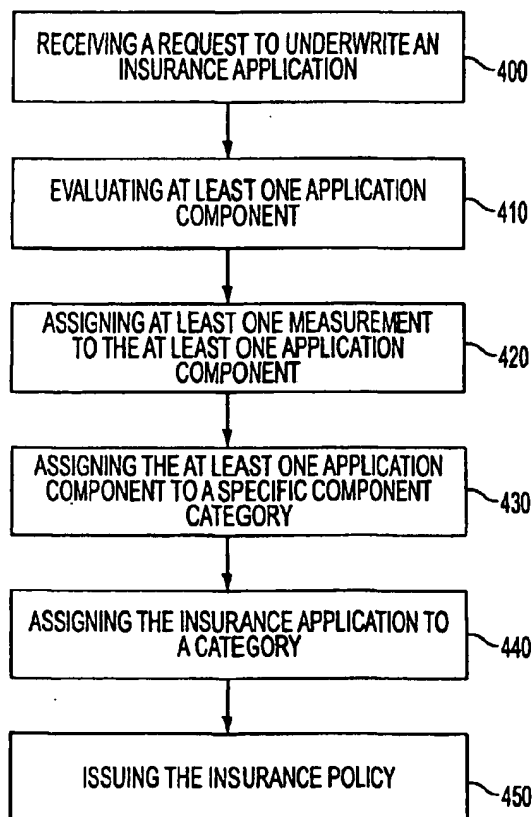 RECEIVING A REQUEST TO UNDERWRITE AN
INSURANCE APPLICATION
400
EVALUATING AT LEAST ONE APPLICATION
COMPONENT
410
ASSIGNING AT LEAST ONE MEASUREMENT
TO THE AT LEAST ONE APPLICATION
COMPONENT
420
ASSIGNING THE AT LEAST ONE APPLICATION
COMPONENT TO A SPECIFIC COMPONENT
CATEGORY
430
ASSIGNING THE INSURANCE APPLICATION TO
A CATEGORY
440
ISSUING THE INSURANCE POLICY
450